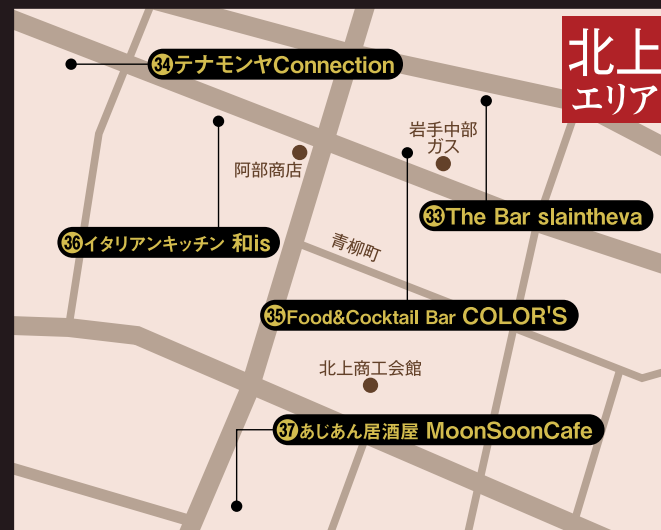 北上
エリア
㉞テナモンヤConnection
岩手中部
ガス
阿部商店
㉝The Bar slaintheva
㊱イタリアンキッチン 和is
青柳町
㉟Food&Cocktail Bar COLOR'S
北上商工会館
㊲あじあん居酒屋 MoonSoonCafe